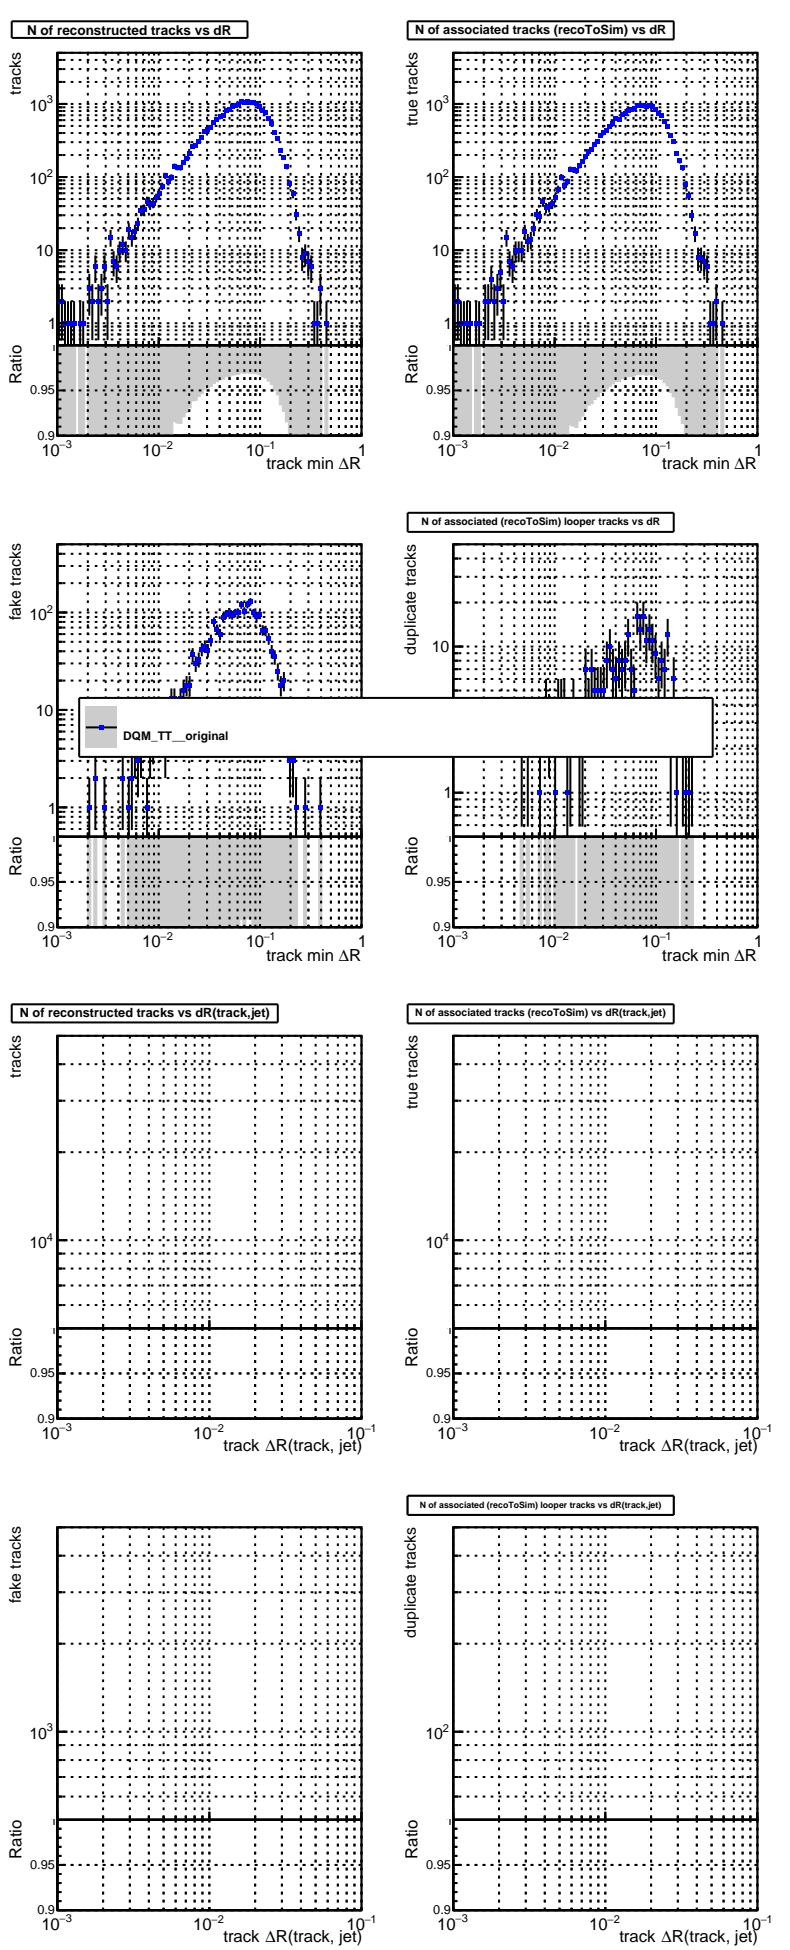 N of reconstructed tracks vs dR
tracks
10³
10²
10
1
Ratio
1
0.95
0.9
10⁻³
10⁻²
10⁻¹
1
track min ΔR
N of associated tracks (recoToSim) vs dR
true tracks
10³
10²
10
1
Ratio
1
0.95
0.9
10⁻³
10⁻²
10⁻¹
1
track min ΔR
fake tracks
10²
10
1
Ratio
1
0.95
0.9
10⁻³
10⁻²
10⁻¹
1
track min ΔR
N of associated (recoToSim) looper tracks vs dR
duplicate tracks
10
1
Ratio
1
0.95
0.9
10⁻³
10⁻²
10⁻¹
1
track min ΔR
DQM_TT__original
N of reconstructed tracks vs dR(track,jet)
tracks
10⁴
Ratio
1
0.95
0.9
10⁻³
10⁻²
10⁻¹
track ΔR(track, jet)
N of associated tracks (recoToSim) vs dR(track,jet)
true tracks
10⁴
Ratio
1
0.95
0.9
10⁻³
10⁻²
10⁻¹
track ΔR(track, jet)
fake tracks
10³
Ratio
1
0.95
0.9
10⁻³
10⁻²
10⁻¹
track ΔR(track, jet)
N of associated (recoToSim) looper tracks vs dR(track,jet)
duplicate tracks
10²
Ratio
1
0.95
0.9
10⁻³
10⁻²
10⁻¹
track ΔR(track, jet)